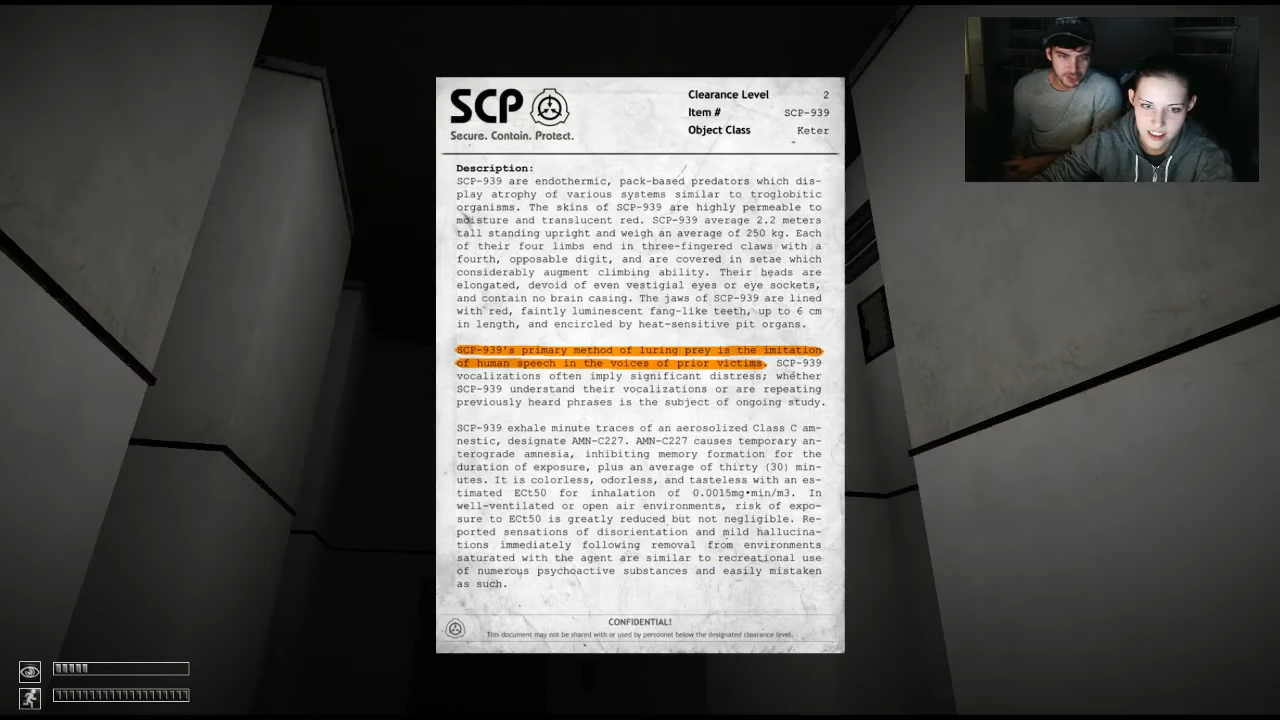 SCP
Secure. Contain. Protect.
Clearance Level 2
Item # SCP-939
Object Class Keter
Description:
SCP-939 are endothermic, pack-based predators which dis-
play atrophy of various systems similar to troglobitic
organisms. The skins of SCP-939 are highly permeable to
moisture and translucent red. SCP-939 average 2.2 meters
tall standing upright and weigh an average of 250 kg. Each
of their four limbs end in three-fingered claws with a
fourth, opposable digit, and are covered in setae which
considerably augment climbing ability. Their heads are
elongated, devoid of even vestigial eyes or eye sockets,
and contain no brain casing. The jaws of SCP-939 are lined
with red, faintly luminescent fang-like teeth, up to 6 cm
in length, and encircled by heat-sensitive pit organs.
SCP-939's primary method of luring prey is the imitation
of human speech in the voices of prior victims. SCP-939
vocalizations often imply significant distress; whether
SCP-939 understand their vocalizations or are repeating
previously heard phrases is the subject of ongoing study.
SCP-939 exhale minute traces of an aerosolized Class C am-
nestic, designate AMN-C227. AMN-C227 causes temporary an-
terograde amnesia, inhibiting memory formation for the
duration of exposure, plus an average of thirty (30) min-
utes. It is colorless, odorless, and tasteless with an es-
timated ECt50 for inhalation of 0.0015mg•min/m3. In
well-ventilated or open air environments, risk of expo-
sure to ECt50 is greatly reduced but not negligible. Re-
ported sensations of disorientation and mild hallucina-
tions immediately following removal from environments
saturated with the agent are similar to recreational use
of numerous psychoactive substances and easily mistaken
as such.
CONFIDENTIAL!
This document may not be shared with or used by personnel below the designated clearance level.